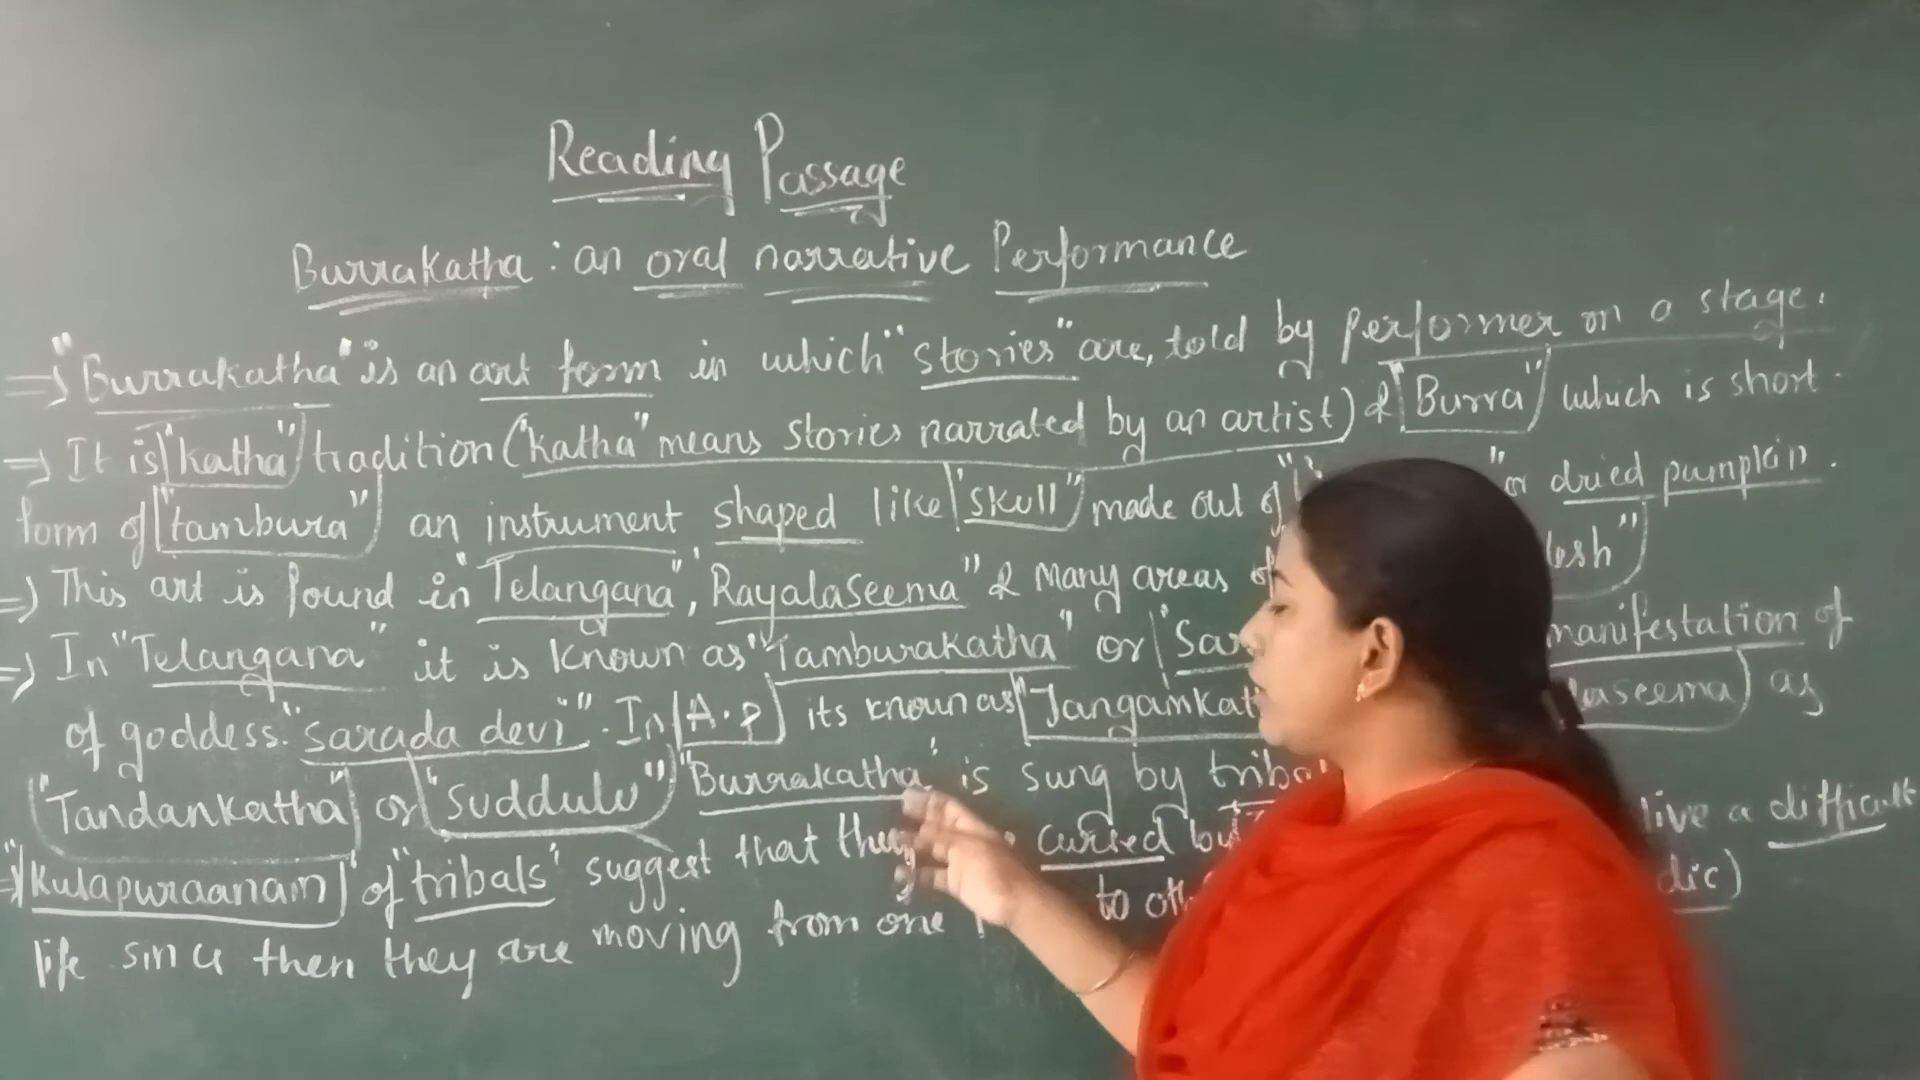 Reading Passage
Burrakatha : an oral narrative Performance
=> "Burrakatha" is an art form in which "stories" are, told by performer on a stage.
=> It is "katha" tradition ("katha" means stories narrated by an artist) & "Burra" which is short
form of "tambura" an instrument shaped like "skull" made out of or dried pumpkin.
=> This art is found in "Telangana", Rayalaseema" & many areas of
=> In "Telangana" it is known as "Tamburakatha" or manifestation of
of goddess. "sarada devi". In A.P its known as as
"Tandankatha" or "Suddulu" "Burrakatha" is sung by
=> "Kulapuraanam" of "tribals" suggest that they cursed by live a difficult
life since then they are moving from one to